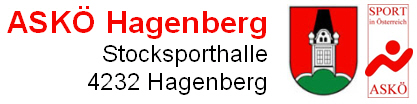 ASKÖ Hagenberg
Stocksporthalle
4232 Hagenberg
SPORT
in Österreich
ASKÖ